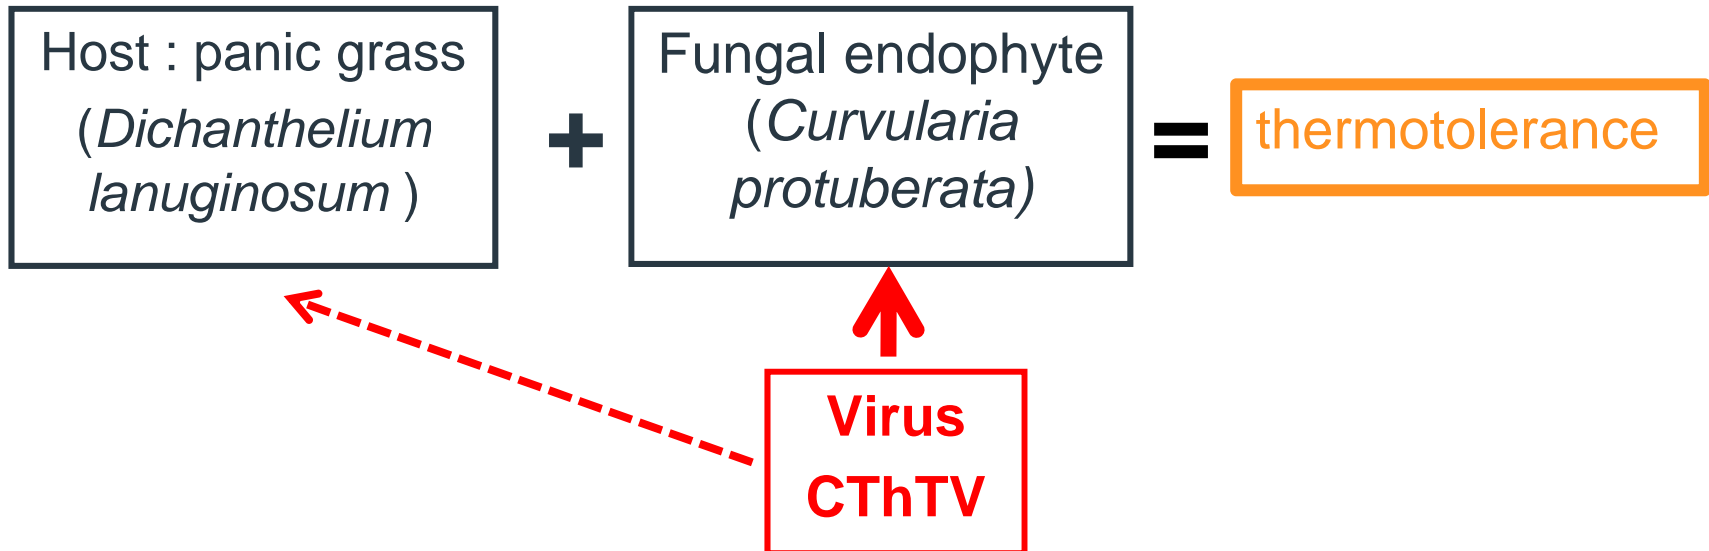 Host : panic grass
(Dichanthelium
lanuginosum )
+
Fungal endophyte
(Curvularia
protuberata)
=
thermotolerance
Virus
CThTV